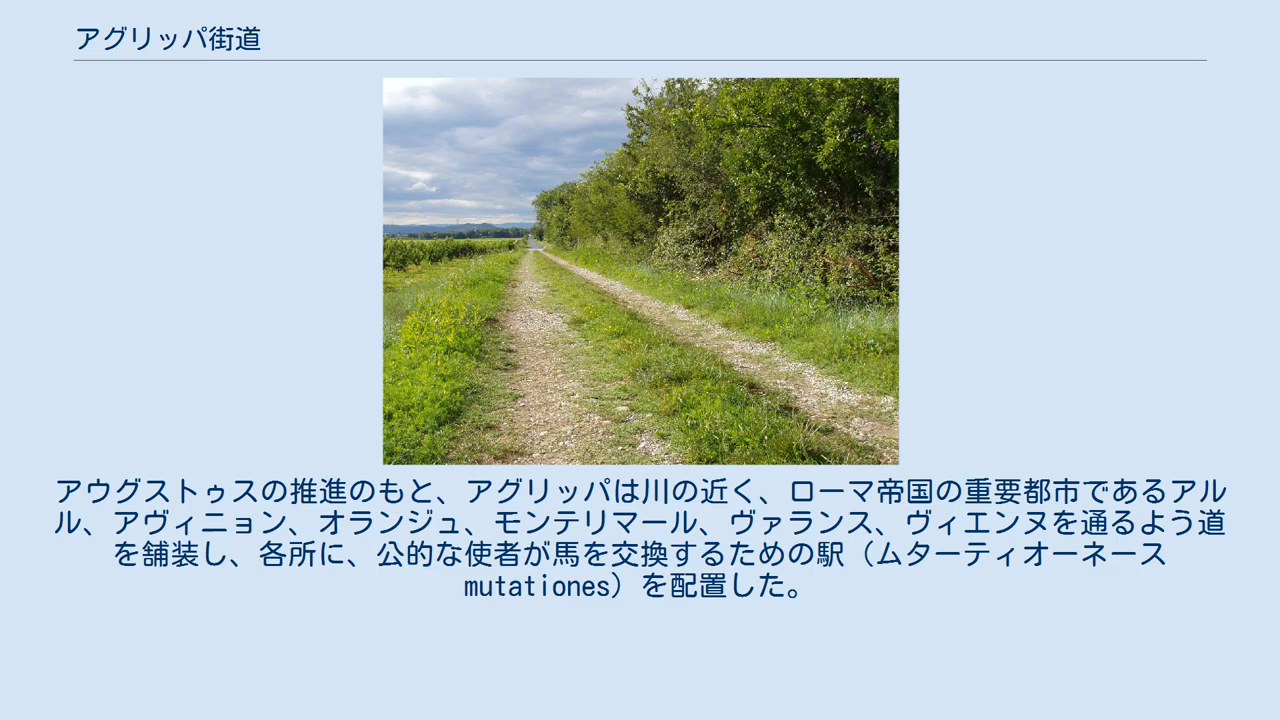 アグリッパ街道
アウグストゥスの推進のもと、アグリッパは川の近く、ローマ帝国の重要都市であるアル
ル、アヴィニョン、オランジュ、モンテリマール、ヴァランス、ヴィエンヌを通るよう道
を舗装し、各所に、公的な使者が馬を交換するための駅（ムターティオーネース
mutationes）を配置した。